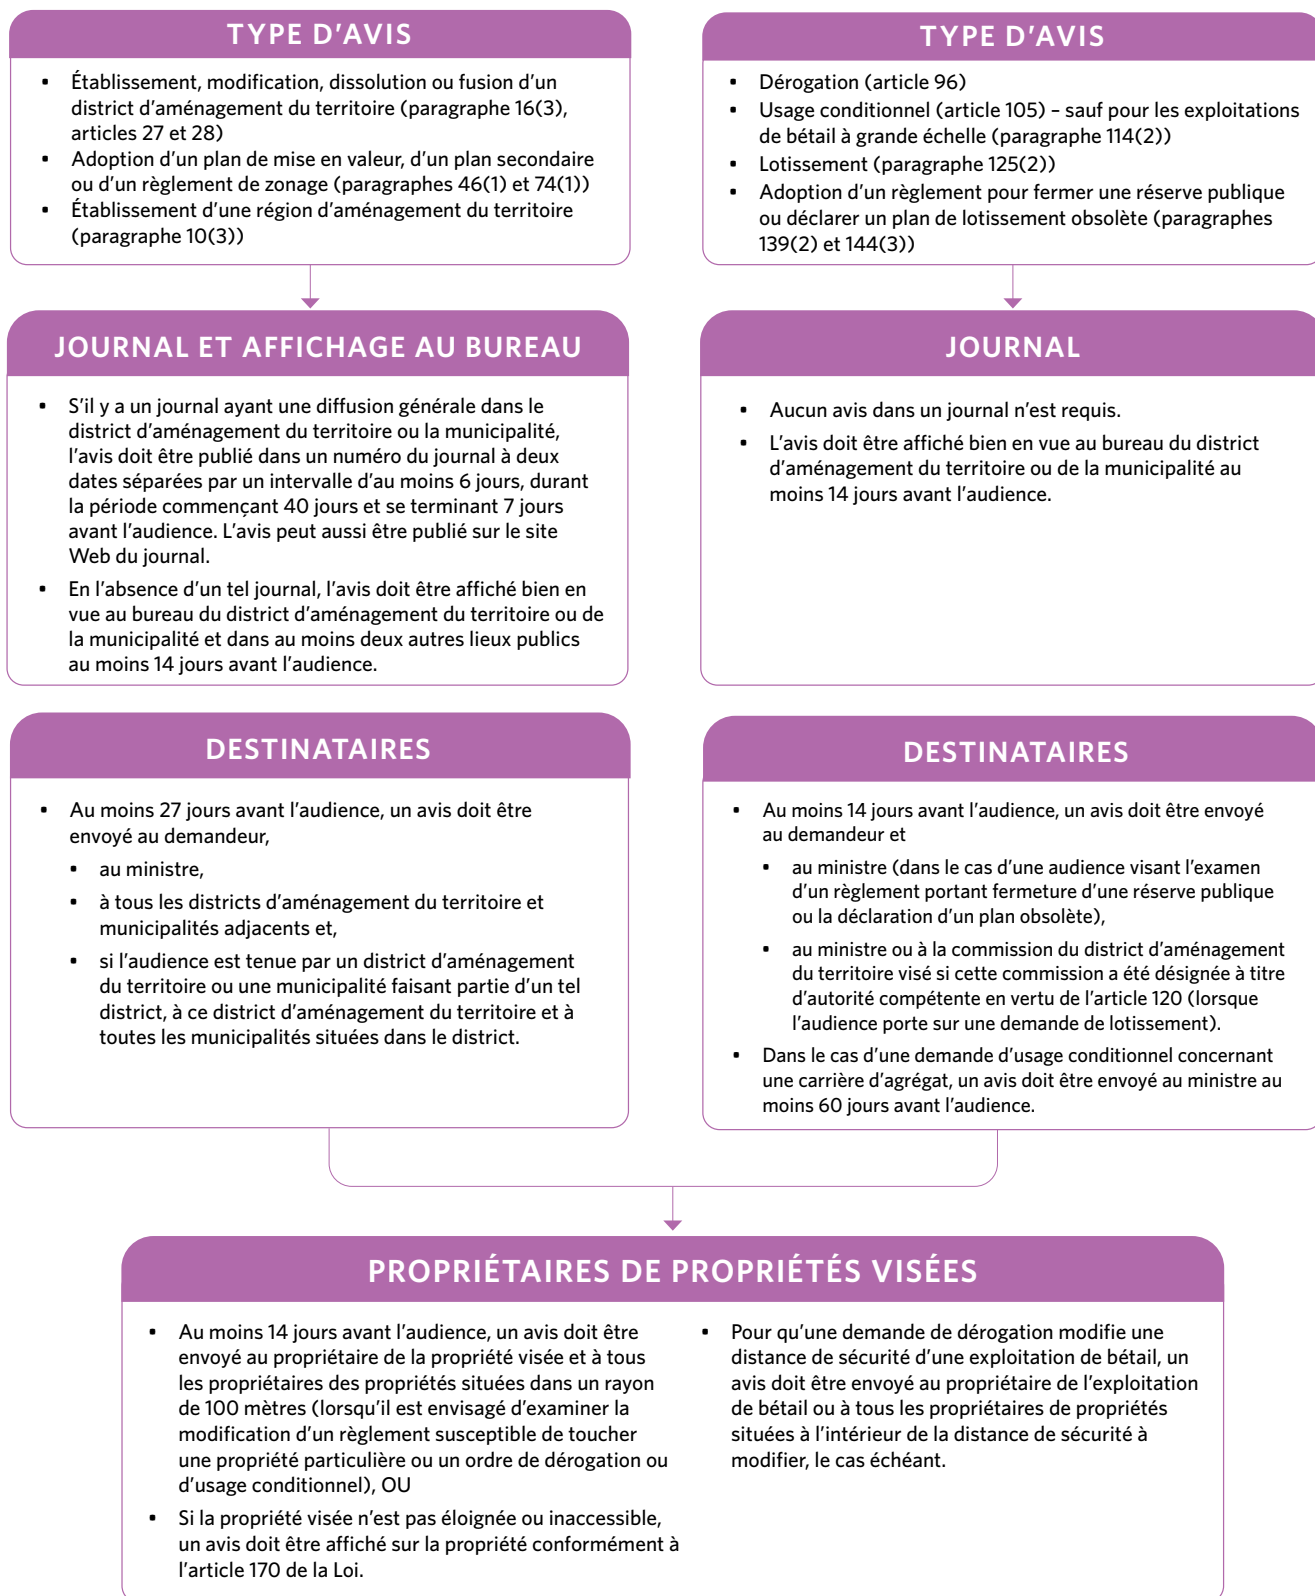 TYPE D'AVIS
▪ Établissement, modification, dissolution ou fusion d'un
district d'aménagement du territoire (paragraphe 16(3),
articles 27 et 28)
▪ Adoption d'un plan de mise en valeur, d'un plan secondaire
ou d'un règlement de zonage (paragraphes 46(1) et 74(1))
▪ Établissement d'une région d'aménagement du territoire
(paragraphe 10(3))
JOURNAL ET AFFICHAGE AU BUREAU
▪ S'il y a un journal ayant une diffusion générale dans le
district d'aménagement du territoire ou la municipalité,
l'avis doit être publié dans un numéro du journal à deux
dates séparées par un intervalle d'au moins 6 jours, durant
la période commençant 40 jours et se terminant 7 jours
avant l'audience. L'avis peut aussi être publié sur le site
Web du journal.
▪ En l'absence d'un tel journal, l'avis doit être affiché bien en
vue au bureau du district d'aménagement du territoire ou de
la municipalité et dans au moins deux autres lieux publics
au moins 14 jours avant l'audience.
DESTINATAIRES
▪ Au moins 27 jours avant l'audience, un avis doit être
envoyé au demandeur,
▪ au ministre,
▪ à tous les districts d'aménagement du territoire et
municipalités adjacents et,
▪ si l'audience est tenue par un district d'aménagement
du territoire ou une municipalité faisant partie d'un tel
district, à ce district d'aménagement du territoire et à
toutes les municipalités situées dans le district.
TYPE D'AVIS
▪ Dérogation (article 96)
▪ Usage conditionnel (article 105) – sauf pour les exploitations
de bétail à grande échelle (paragraphe 114(2))
▪ Lotissement (paragraphe 125(2))
▪ Adoption d'un règlement pour fermer une réserve publique
ou déclarer un plan de lotissement obsolète (paragraphes
139(2) et 144(3))
JOURNAL
▪ Aucun avis dans un journal n'est requis.
▪ L'avis doit être affiché bien en vue au bureau du district
d'aménagement du territoire ou de la municipalité au
moins 14 jours avant l'audience.
DESTINATAIRES
▪ Au moins 14 jours avant l'audience, un avis doit être envoyé
au demandeur et
▪ au ministre (dans le cas d'une audience visant l'examen
d'un règlement portant fermeture d'une réserve publique
ou la déclaration d'un plan obsolète),
▪ au ministre ou à la commission du district d'aménagement
du territoire visé si cette commission a été désignée à titre
d'autorité compétente en vertu de l'article 120 (lorsque
l'audience porte sur une demande de lotissement).
▪ Dans le cas d'une demande d'usage conditionnel concernant
une carrière d'agrégat, un avis doit être envoyé au ministre au
moins 60 jours avant l'audience.
PROPRIÉTAIRES DE PROPRIÉTÉS VISÉES
▪ Au moins 14 jours avant l'audience, un avis doit être
envoyé au propriétaire de la propriété visée et à tous
les propriétaires des propriétés situées dans un rayon
de 100 mètres (lorsqu'il est envisagé d'examiner la
modification d'un règlement susceptible de toucher
une propriété particulière ou un ordre de dérogation ou
d'usage conditionnel), OU
▪ Si la propriété visée n'est pas éloignée ou inaccessible,
un avis doit être affiché sur la propriété conformément à
l'article 170 de la Loi.
▪ Pour qu'une demande de dérogation modifie une
distance de sécurité d'une exploitation de bétail, un
avis doit être envoyé au propriétaire de l'exploitation
de bétail ou à tous les propriétaires de propriétés
situées à l'intérieur de la distance de sécurité à
modifier, le cas échéant.